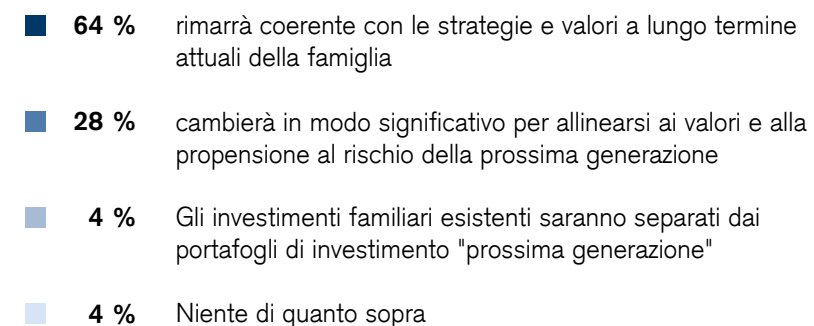 64 % rimarrà coerente con le strategie e valori a lungo termine
attuali della famiglia
28 % cambierà in modo significativo per allinearsi ai valori e alla
propensione al rischio della prossima generazione
4 % Gli investimenti familiari esistenti saranno separati dai
portafogli di investimento "prossima generazione"
4 % Niente di quanto sopra